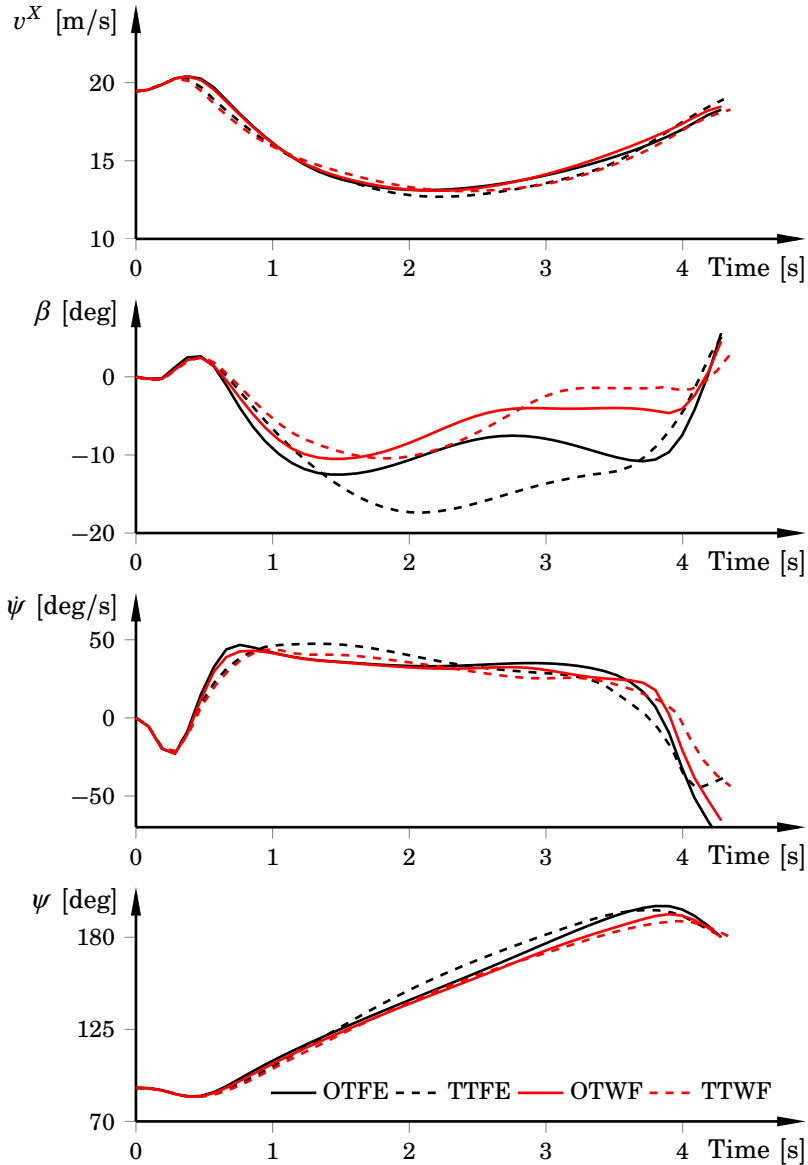 v^X [m/s]
20
15
10
0 1 2 3 4 Time [s]
β [deg]
0
−10
−20
0 1 2 3 4 Time [s]
ψ̇ [deg/s]
50
0
−50
0 1 2 3 4 Time [s]
ψ [deg]
180
125
70
OTFE TTFE OTWF TTWF
0 1 2 3 4 Time [s]